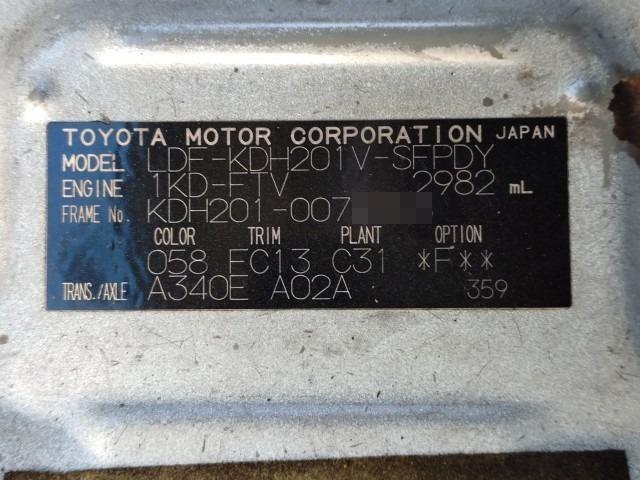 TOYOTA MOTOR CORPORATION JAPAN
MODEL LDF-KDH201V-SFPDY
ENGINE 1KD-FTV 2982 mL
FRAME No. KDH201-007
COLOR TRIM PLANT OPTION
058 FC13 C31 *F**
TRANS./AXLE A340E A02A 359